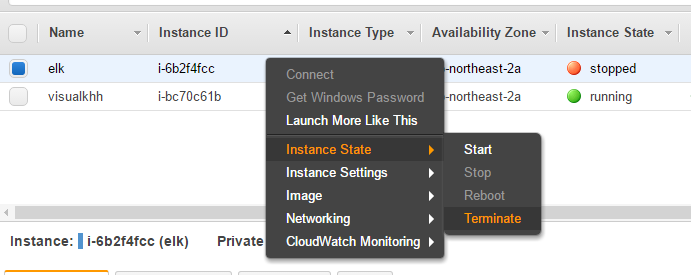 Name Instance ID Instance Type Availability Zone Instance State
elk i-6b2f4fcc -northeast-2a stopped
visualkhh i-bc70c61b -northeast-2a running
Connect
Get Windows Password
Launch More Like This
Instance State Start
Instance Settings Stop
Image Reboot
Networking Terminate
CloudWatch Monitoring
Instance: i-6b2f4fcc (elk) Private